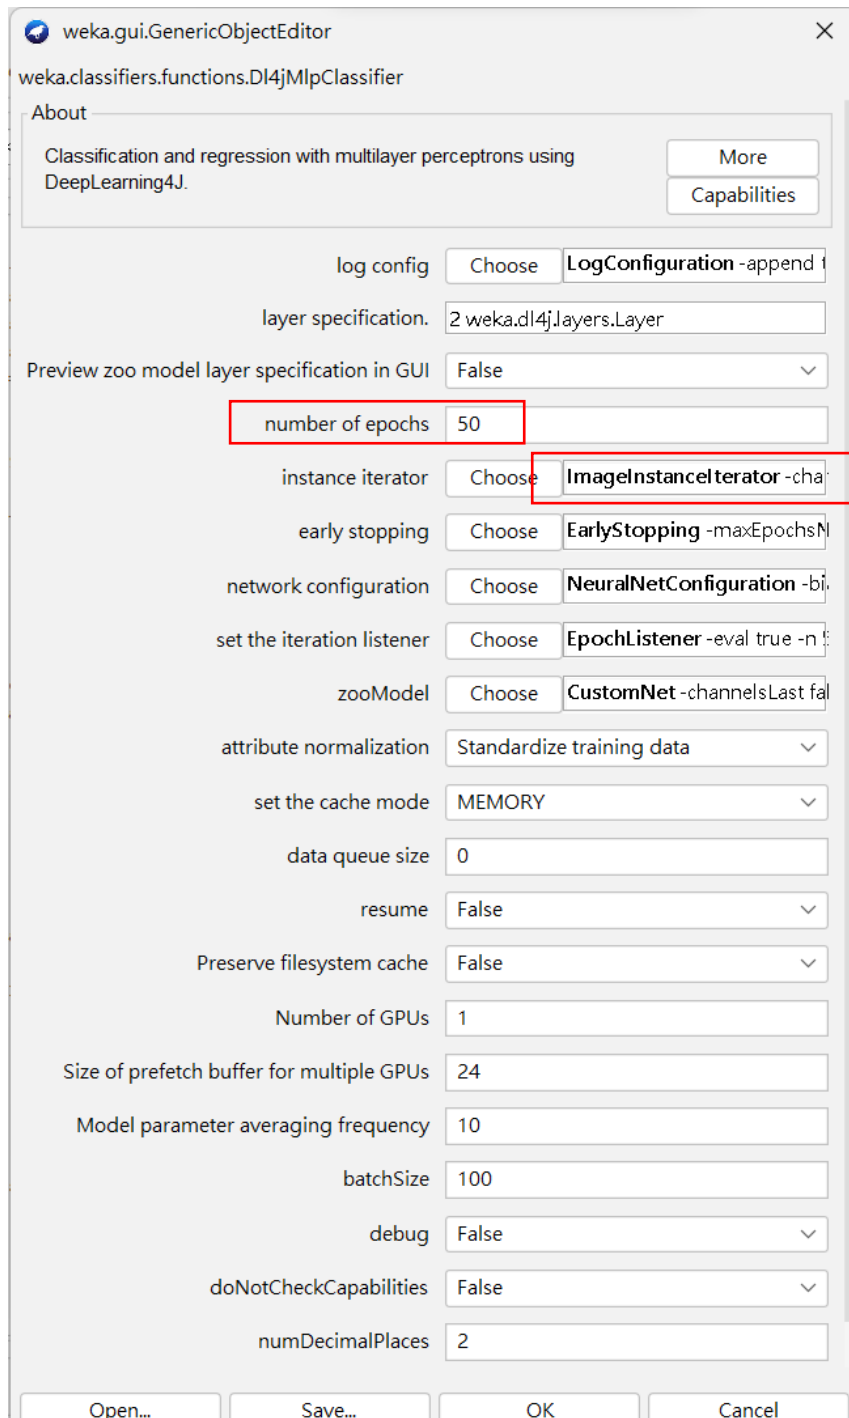 weka.gui.GenericObjectEditor
weka.classifiers.functions.Dl4jMlpClassifier
About
Classification and regression with multilayer perceptrons using
DeepLearning4J.
More
Capabilities
log config Choose LogConfiguration -append t
layer specification. 2 weka.dl4j.layers.Layer
Preview zoo model layer specification in GUI False
number of epochs 50
instance iterator Choose ImageInstanceIterator -cha
early stopping Choose EarlyStopping -maxEpochsN
network configuration Choose NeuralNetConfiguration -bia
set the iteration listener Choose EpochListener -eval true -n 5
zooModel Choose CustomNet -channelsLast fal
attribute normalization Standardize training data
set the cache mode MEMORY
data queue size 0
resume False
Preserve filesystem cache False
Number of GPUs 1
Size of prefetch buffer for multiple GPUs 24
Model parameter averaging frequency 10
batchSize 100
debug False
doNotCheckCapabilities False
numDecimalPlaces 2
Open... Save... OK Cancel